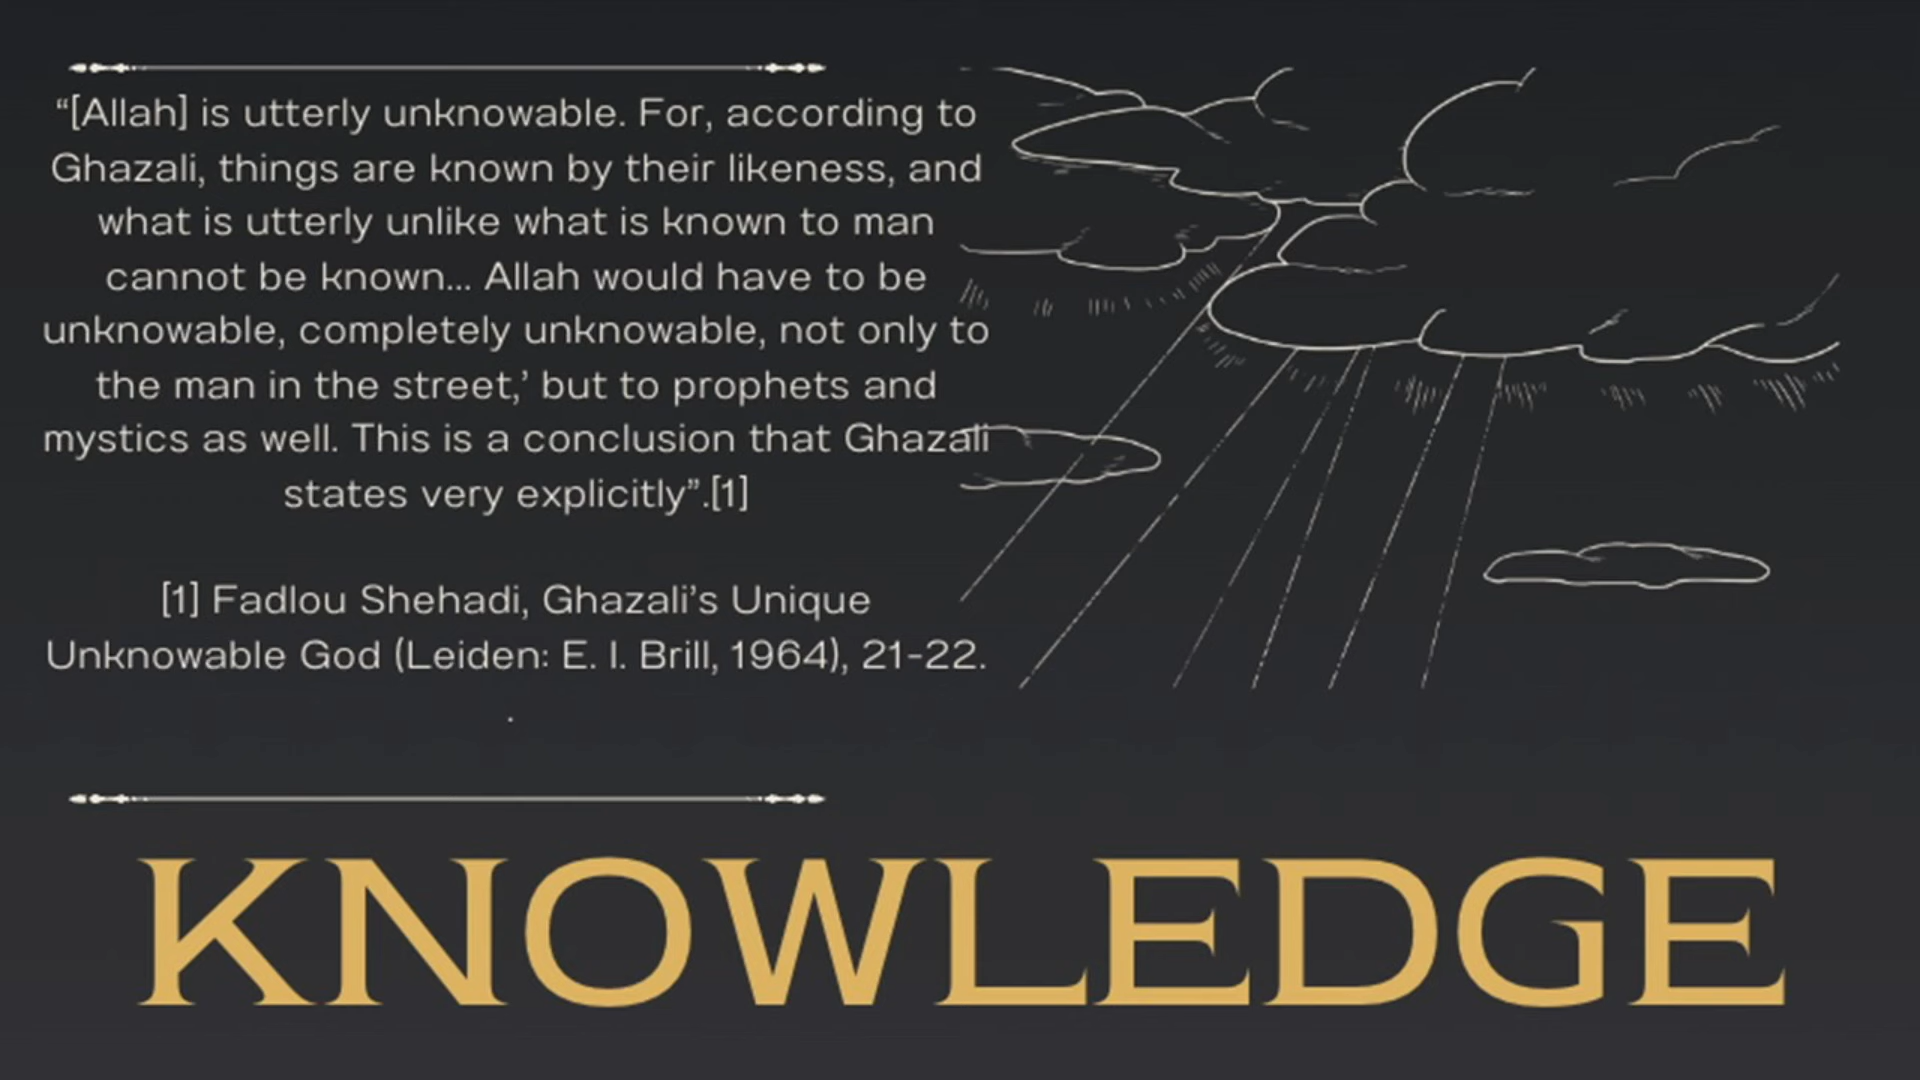 “[Allah] is utterly unknowable. For, according to
Ghazali, things are known by their likeness, and
what is utterly unlike what is known to man
cannot be known... Allah would have to be
unknowable, completely unknowable, not only to
the man in the street,’ but to prophets and
mystics as well. This is a conclusion that Ghazali
states very explicitly”.[1]
[1] Fadlou Shehadi, Ghazali’s Unique
Unknowable God (Leiden: E. I. Brill, 1964), 21-22.
.
KNOWLEDGE